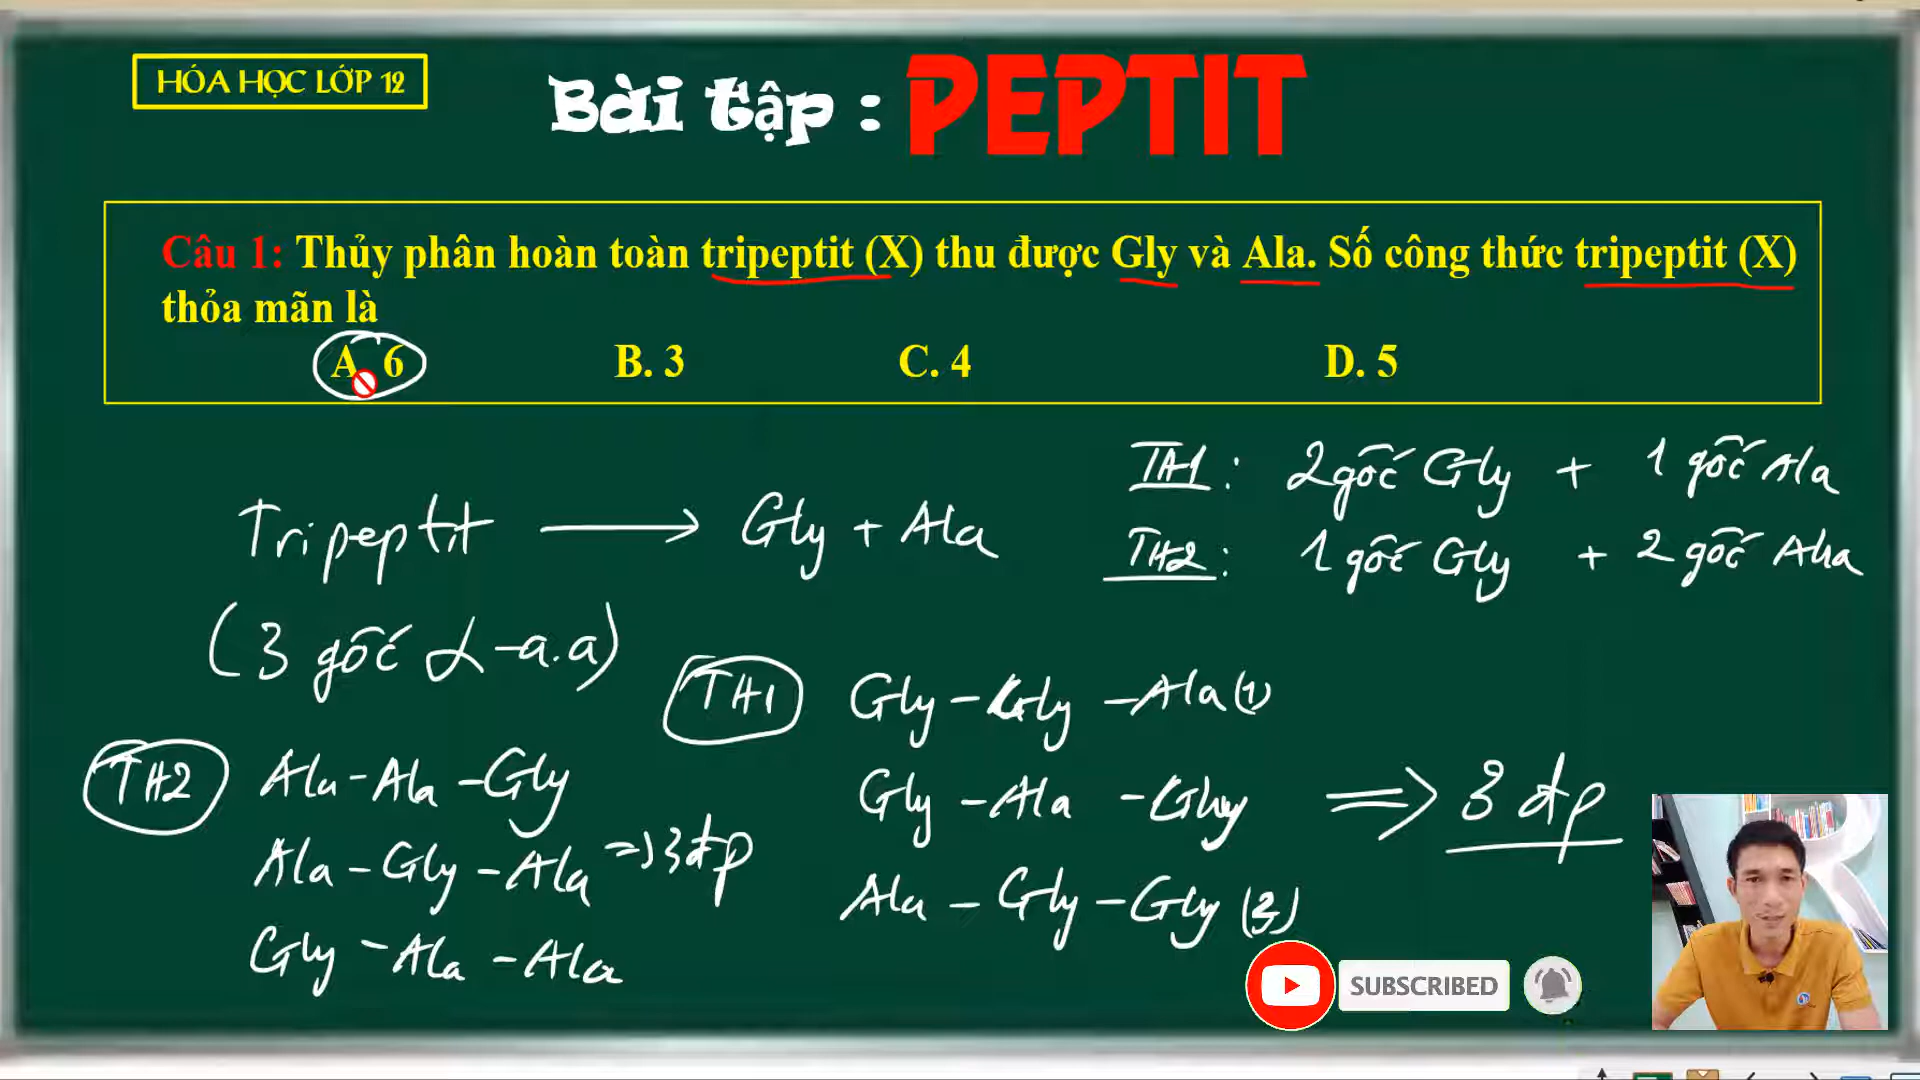 HÓA HỌC LỚP 12
Bài tập : PEPTIT
Câu 1: Thủy phân hoàn toàn tripeptit (X) thu được Gly và Ala. Số công thức tripeptit (X)
thỏa mãn là
A. 6 B. 3 C. 4 D. 5
TH1 : 2 gốc Gly + 1 gốc Ala
Tripeptit → Gly + Ala
TH2 : 1 gốc Gly + 2 gốc Ala
(3 gốc α-a.a)
TH1 Gly - Gly - Ala (1)
Gly - Ala - Gly => 3 đp
Ala - Gly - Gly (3)
TH2 Ala - Ala - Gly
Ala - Gly - Ala => 3 đp
Gly - Ala - Ala
SUBSCRIBED